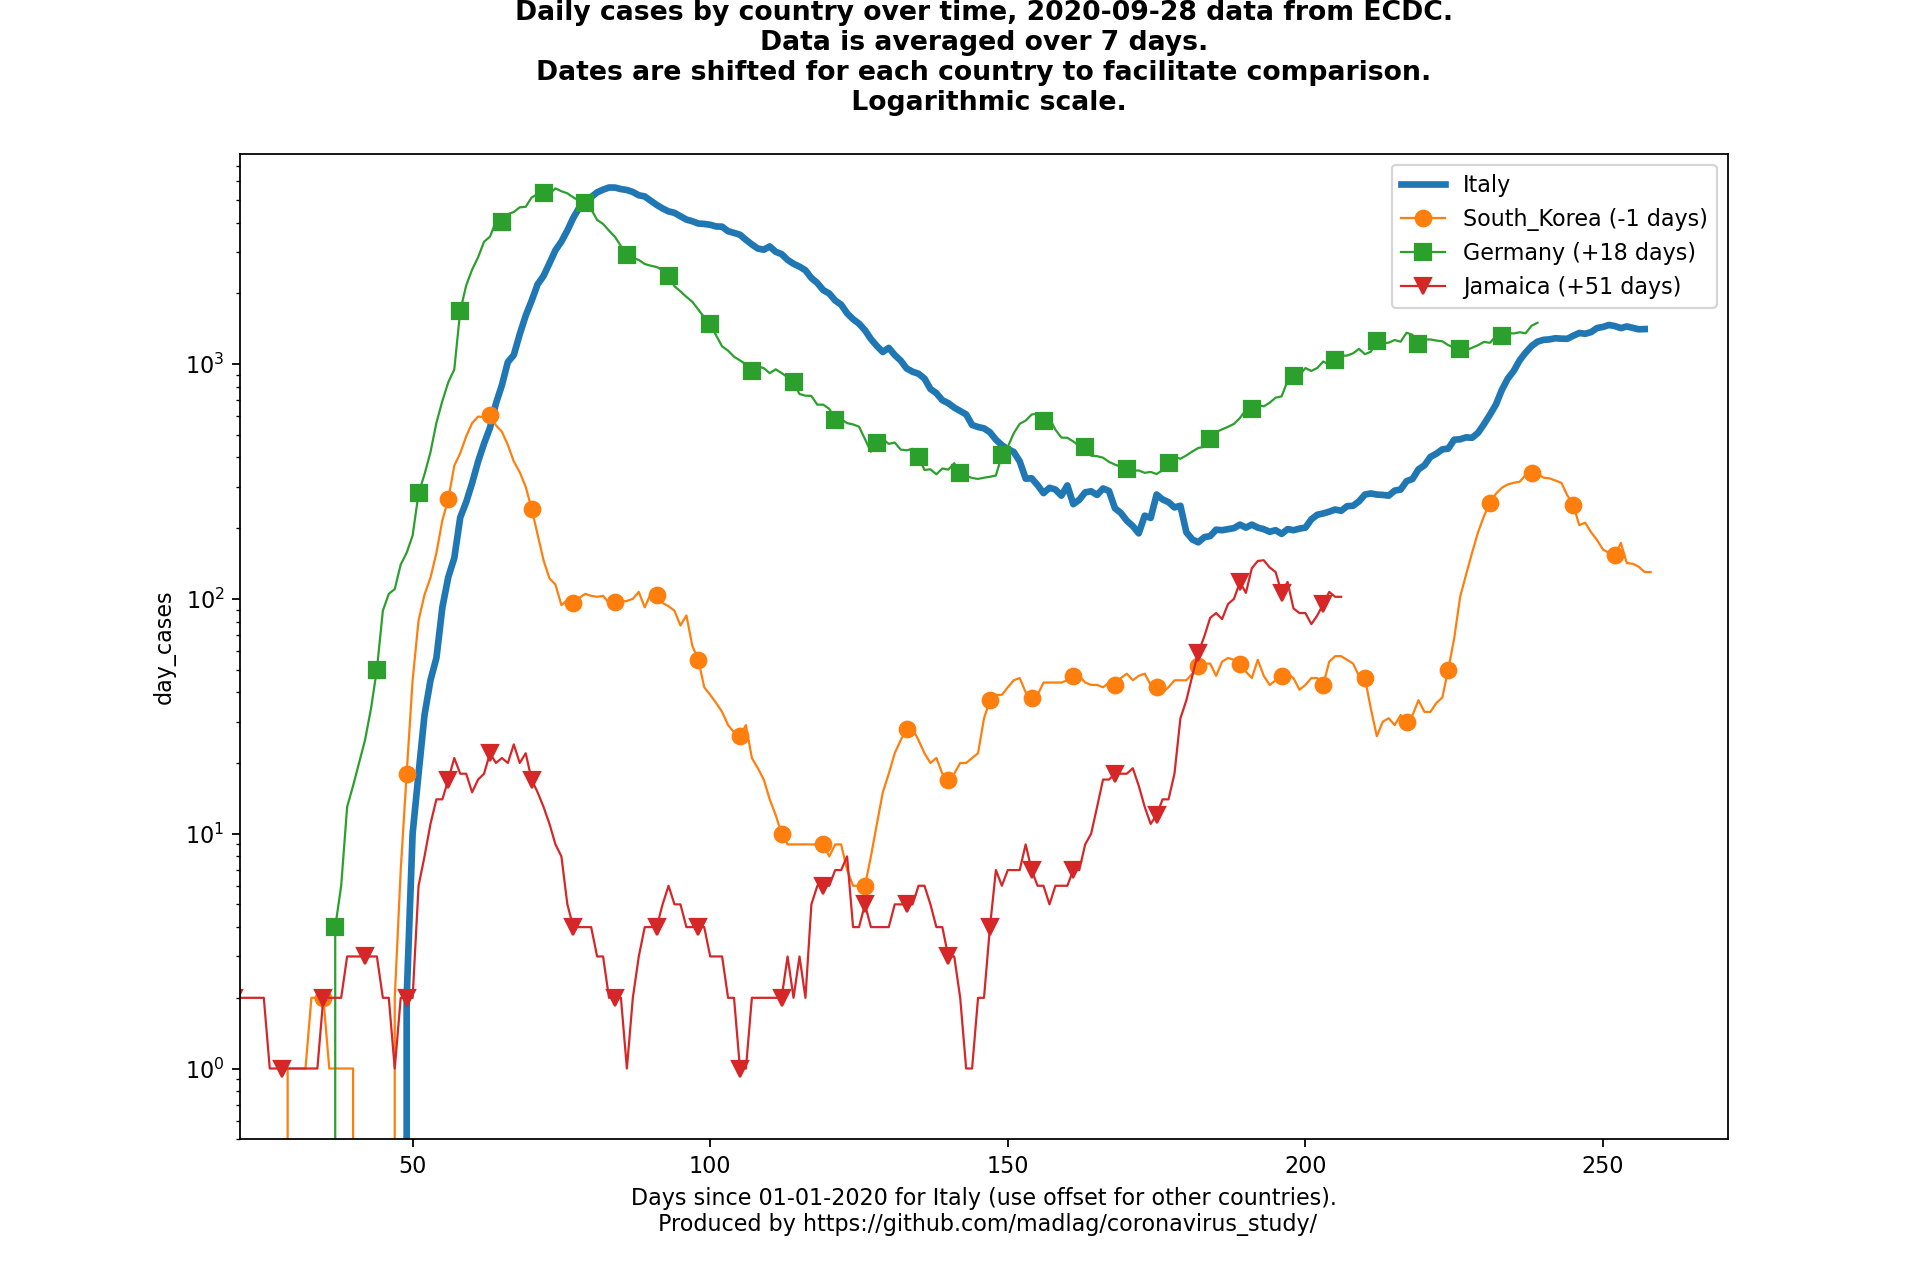 Daily cases by country over time, 2020-09-28 data from ECDC.
Data is averaged over 7 days.
Dates are shifted for each country to facilitate comparison.
Logarithmic scale.
Italy
South_Korea (-1 days)
Germany (+18 days)
Jamaica (+51 days)
day_cases
10³
10²
10¹
10⁰
50 100 150 200 250
Days since 01-01-2020 for Italy (use offset for other countries).
Produced by https://github.com/madlag/coronavirus_study/